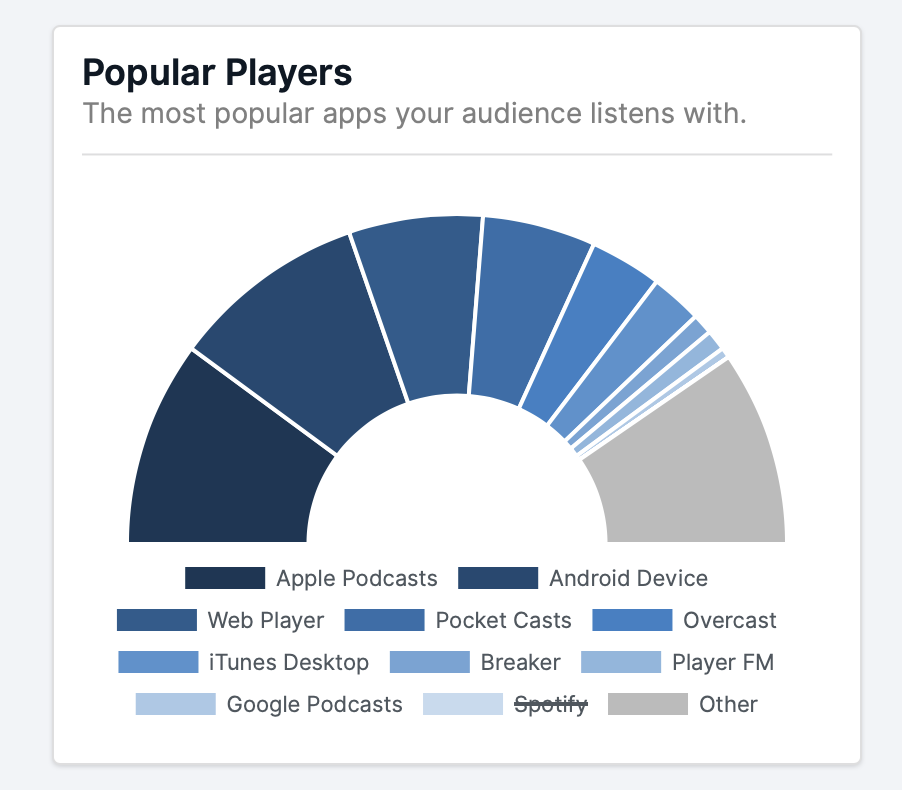 Popular Players
The most popular apps your audience listens with.
Apple Podcasts Android Device
Web Player Pocket Casts Overcast
iTunes Desktop Breaker Player FM
Google Podcasts Spotify Other